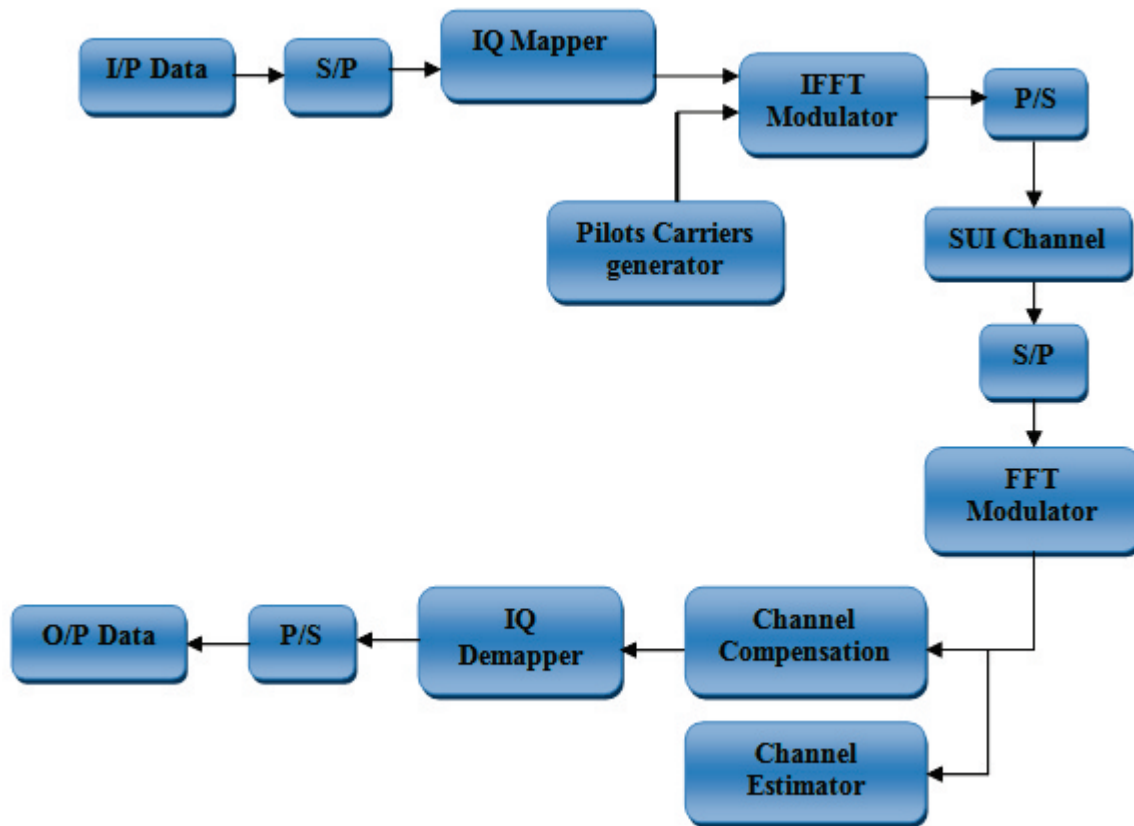 I/P Data
S/P
IQ Mapper
IFFT
Modulator
P/S
Pilots Carriers
generator
SUI Channel
S/P
FFT
Modulator
Channel
Compensation
IQ
Demapper
P/S
O/P Data
Channel
Estimator